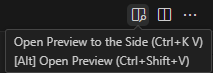 Open Preview to the Side (Ctrl+K V)
[Alt] Open Preview (Ctrl+Shift+V)